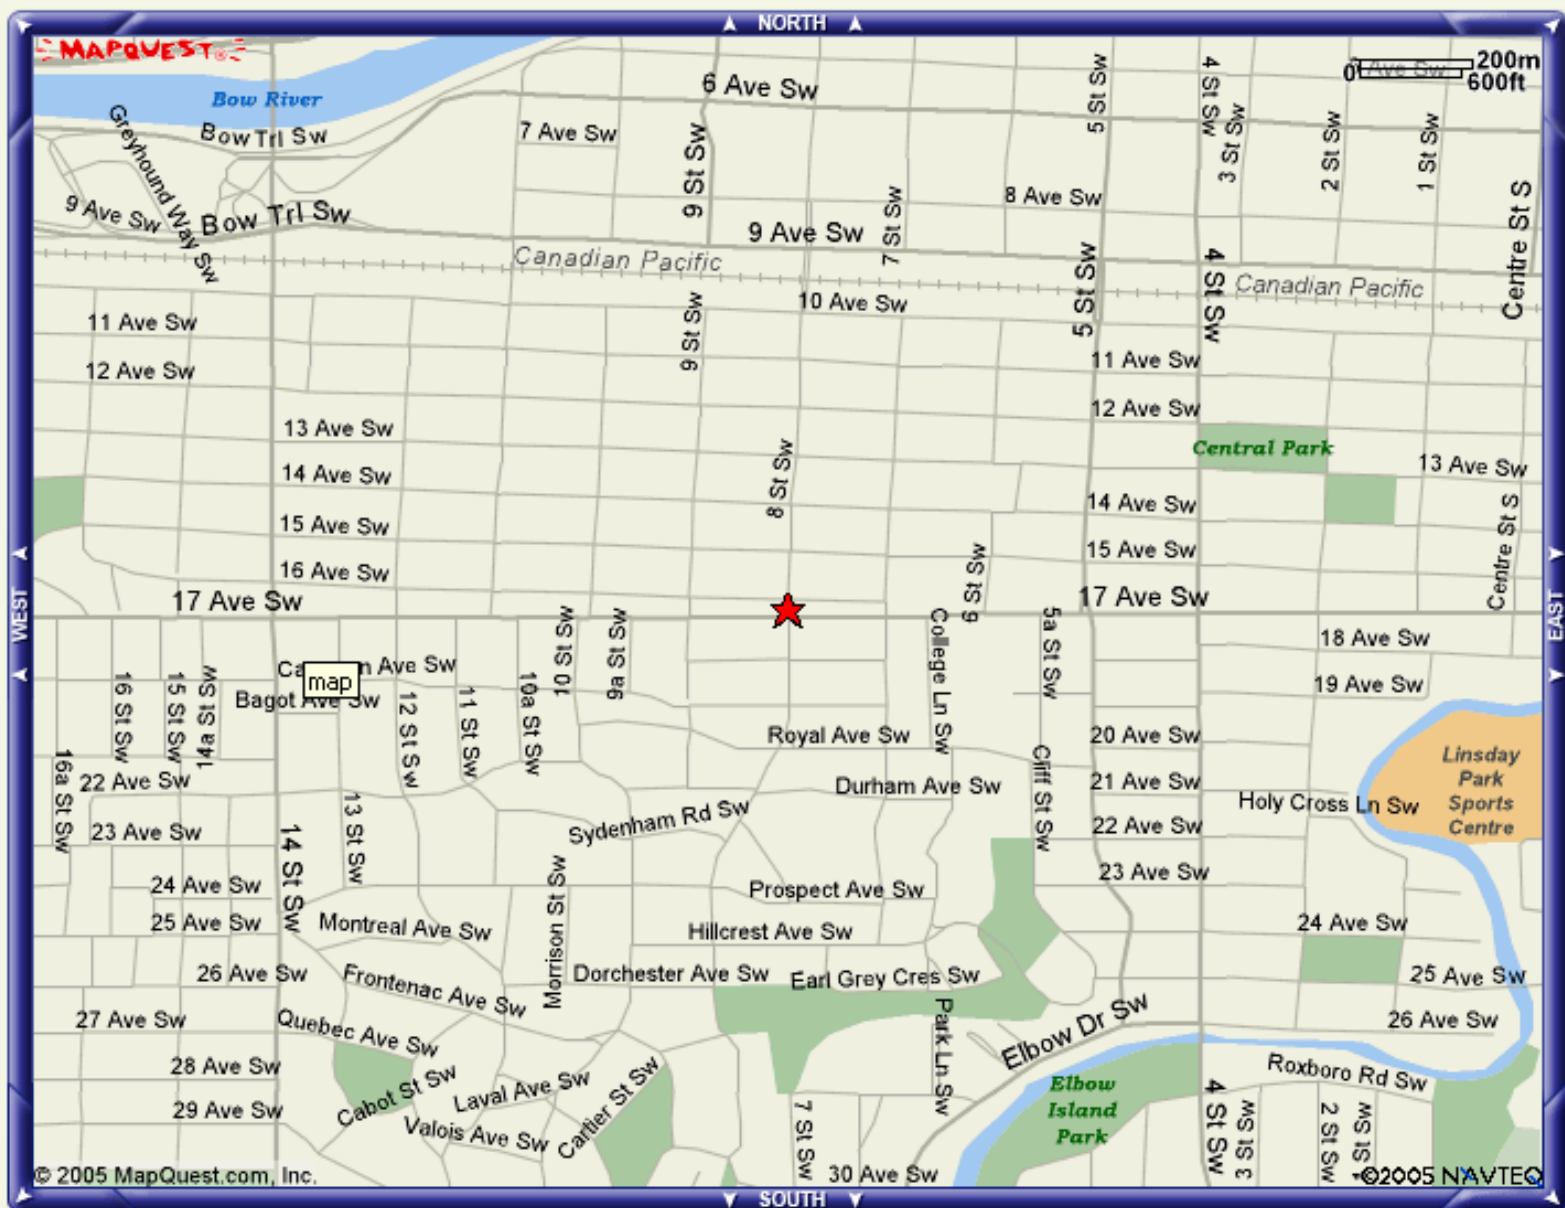 NORTH
MAPQUEST®
200m
0
Ave Sw
600ft
6 Ave Sw
5 St Sw
4 St Sw
3 St Sw
2 St Sw
1 St Sw
Bow River
Bow Trl Sw
Greyhound Way Sw
7 Ave Sw
9 St Sw
8 Ave Sw
7 St Sw
Centre St S
9 Ave Sw
Bow Trl Sw
9 Ave Sw
Canadian Pacific
5 St Sw
4 St Sw
Canadian Pacific
10 Ave Sw
11 Ave Sw
9 St Sw
11 Ave Sw
12 Ave Sw
12 Ave Sw
13 Ave Sw
8 St Sw
Central Park
13 Ave Sw
14 Ave Sw
14 Ave Sw
15 Ave Sw
15 Ave Sw
Centre St S
16 Ave Sw
6 St Sw
17 Ave Sw
17 Ave Sw
WEST
EAST
10 St Sw
9a St Sw
College Ln Sw
5a St Sw
18 Ave Sw
Ca
n Ave Sw
map
19 Ave Sw
16 St Sw
15 St Sw
14a St Sw
Bagot Ave Sw
12 St Sw
11 St Sw
10a St Sw
Royal Ave Sw
20 Ave Sw
Linsday
Park
Sports
Centre
16a St Sw
22 Ave Sw
Durham Ave Sw
Cliff St Sw
21 Ave Sw
Holy Cross Ln Sw
13 St Sw
Sydenham Rd Sw
22 Ave Sw
23 Ave Sw
14 St Sw
23 Ave Sw
24 Ave Sw
Morrison St Sw
Prospect Ave Sw
25 Ave Sw
Montreal Ave Sw
Hillcrest Ave Sw
24 Ave Sw
26 Ave Sw
Frontenac Ave Sw
Dorchester Ave Sw
Earl Grey Cres Sw
25 Ave Sw
27 Ave Sw
Quebec Ave Sw
Park Ln Sw
Elbow Dr Sw
26 Ave Sw
28 Ave Sw
Cabot St Sw
Laval Ave Sw
Cartier St Sw
Elbow
Island
Park
Roxboro Rd Sw
29 Ave Sw
Valois Ave Sw
7 St Sw
4 St Sw
3 St Sw
2 St Sw
St Sw
30 Ave Sw
© 2005 MapQuest.com, Inc.
©2005 NAVTEQ
SOUTH